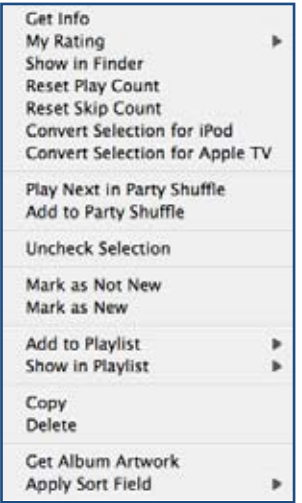 Get Info
My Rating
Show in Finder
Reset Play Count
Reset Skip Count
Convert Selection for iPod
Convert Selection for Apple TV
Play Next in Party Shuffle
Add to Party Shuffle
Uncheck Selection
Mark as Not New
Mark as New
Add to Playlist
Show in Playlist
Copy
Delete
Get Album Artwork
Apply Sort Field